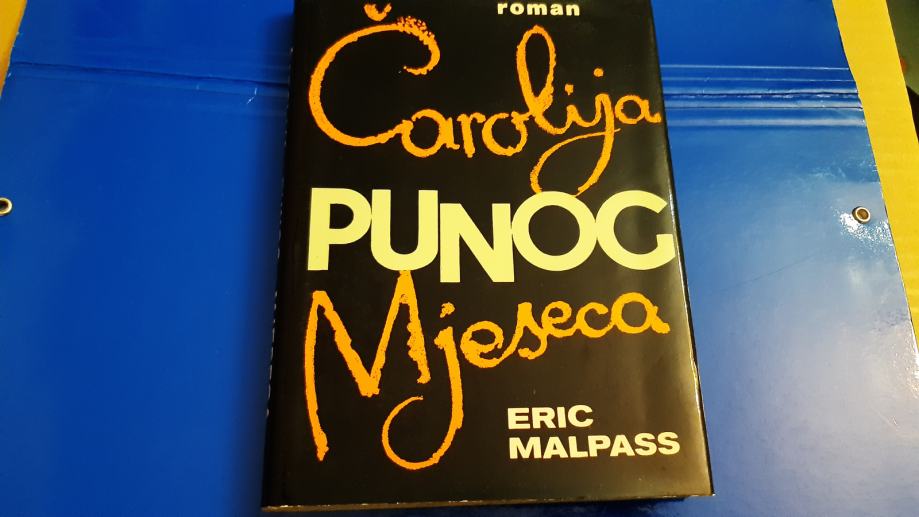 roman
Čarolija
PUNOG
Mjeseca
ERIC
MALPASS